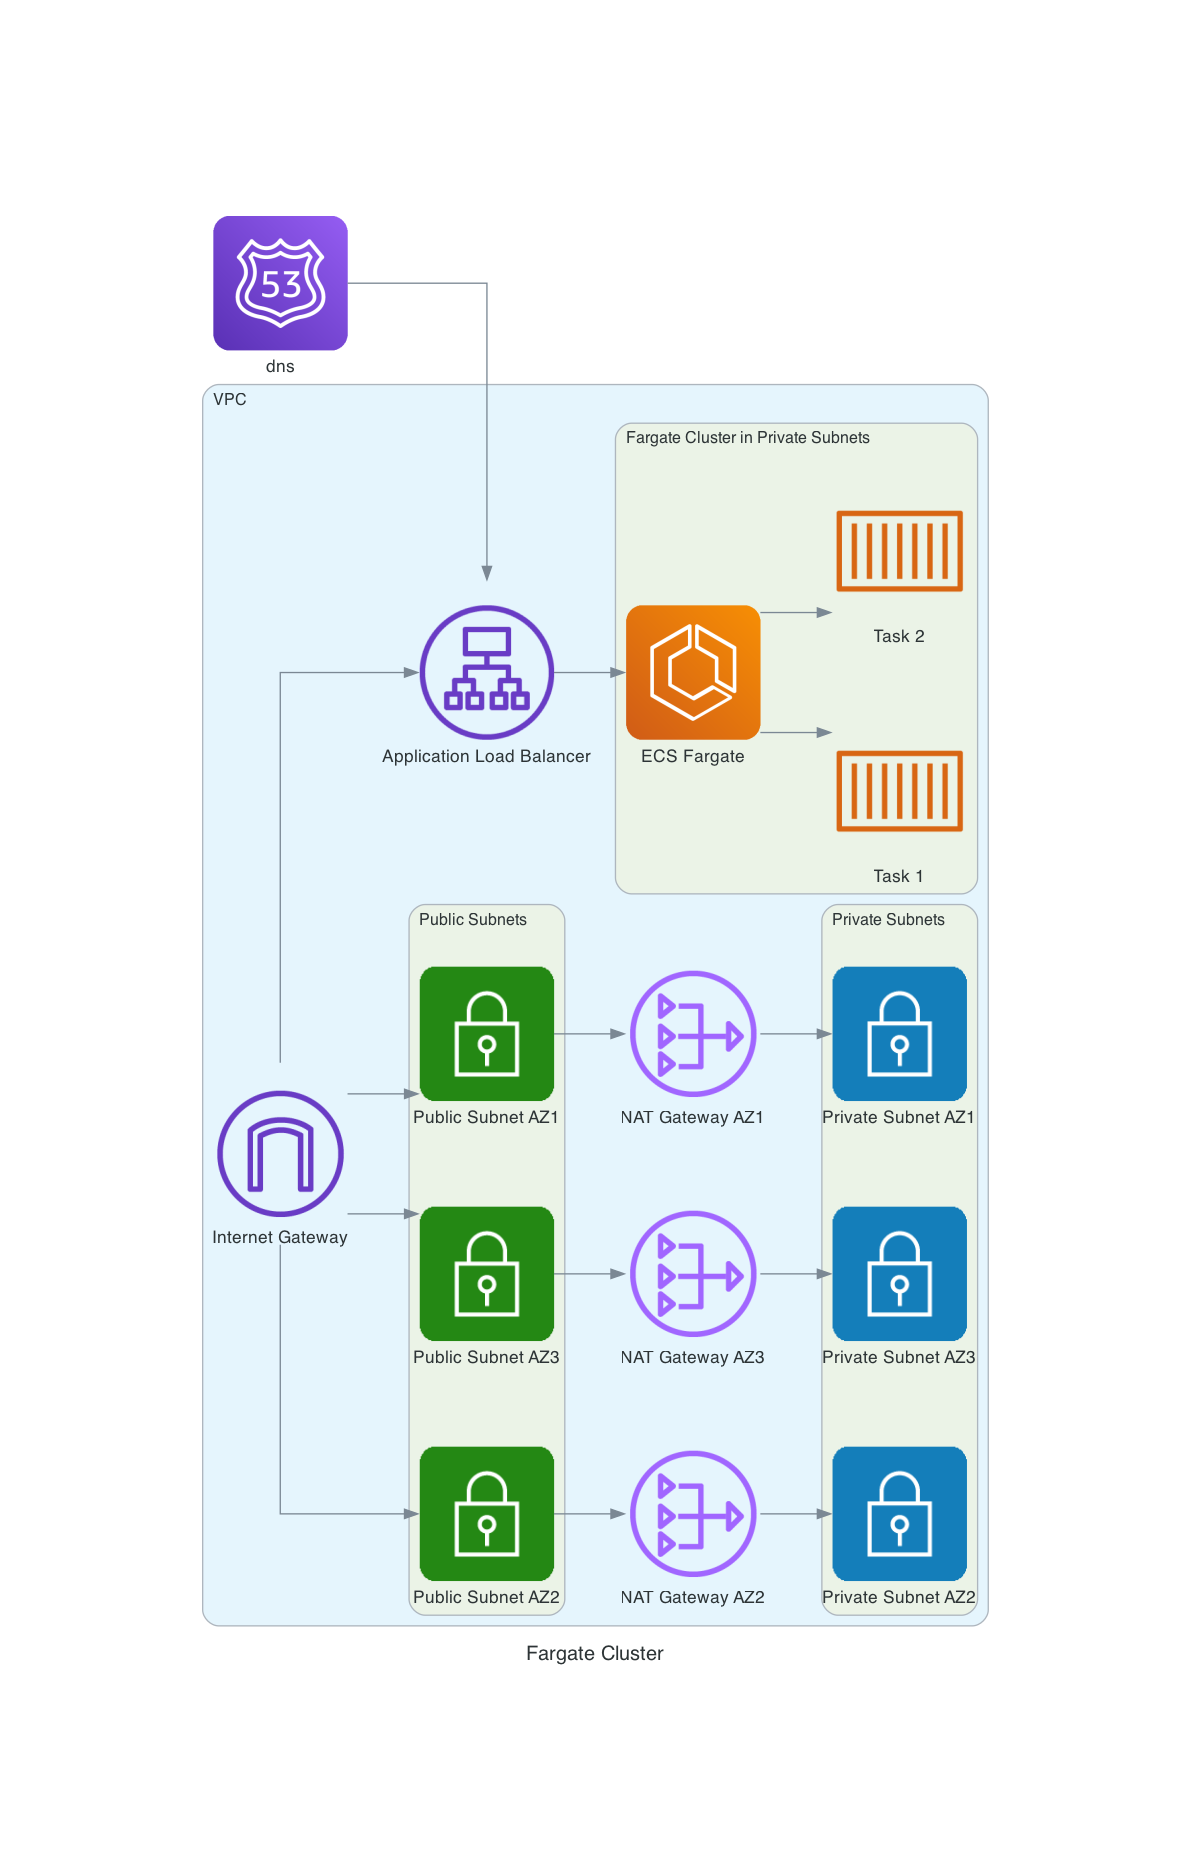 53
dns
VPC
Fargate Cluster in Private Subnets
Task 2
Application Load Balancer
ECS Fargate
Task 1
Public Subnets
Private Subnets
Public Subnet AZ1
NAT Gateway AZ1
Private Subnet AZ1
Internet Gateway
Public Subnet AZ3
NAT Gateway AZ3
Private Subnet AZ3
Public Subnet AZ2
NAT Gateway AZ2
Private Subnet AZ2
Fargate Cluster